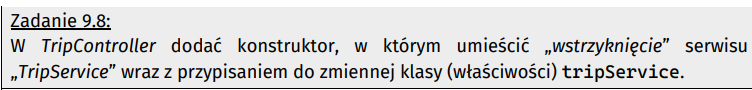 Zadanie 9.8:
W TripController dodać konstruktor, w którym umieścić „wstrzyknięcie” serwisu
„TripService” wraz z przypisaniem do zmiennej klasy (właściwości) tripService.